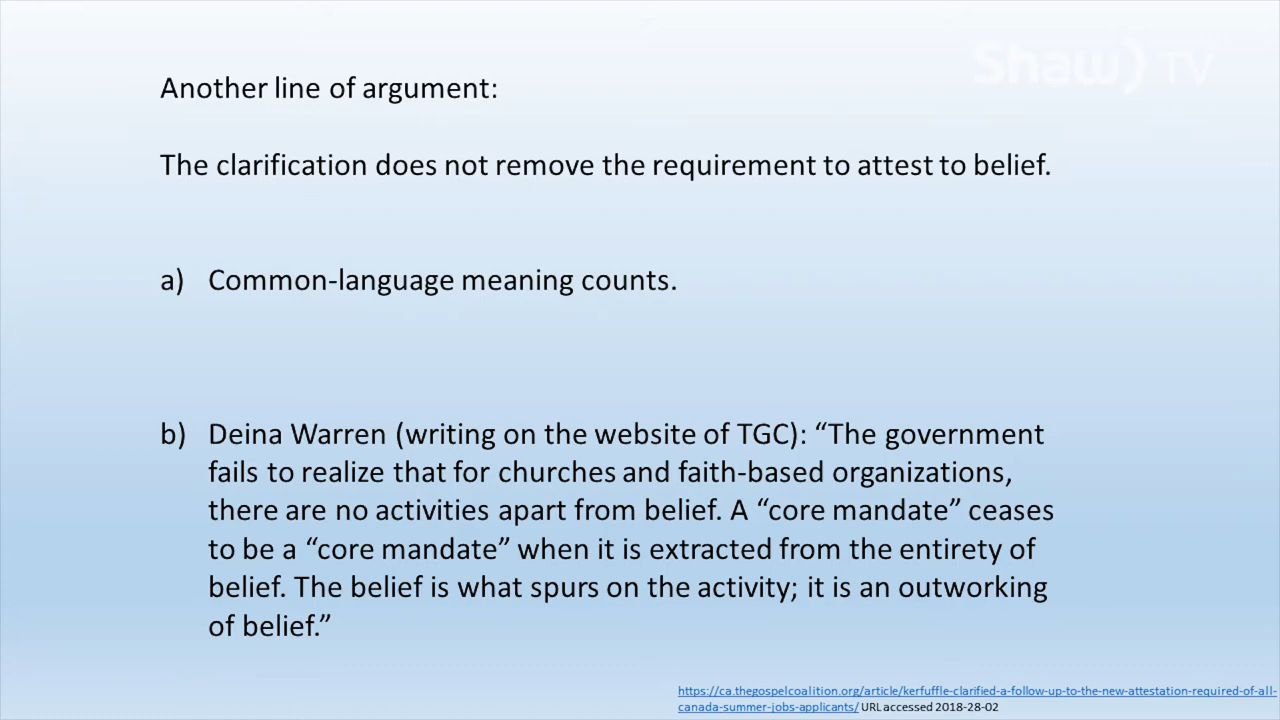 Shaw) TV
Another line of argument:
The clarification does not remove the requirement to attest to belief.
a) Common-language meaning counts.
b) Deina Warren (writing on the website of TGC): “The government
fails to realize that for churches and faith-based organizations,
there are no activities apart from belief. A “core mandate” ceases
to be a “core mandate” when it is extracted from the entirety of
belief. The belief is what spurs on the activity; it is an outworking
of belief.”
https://ca.thegospelcoalition.org/article/kerfuffle-clarified-a-follow-up-to-the-new-attestation-required-of-all-
canada-summer-jobs-applicants/ URL accessed 2018-28-02